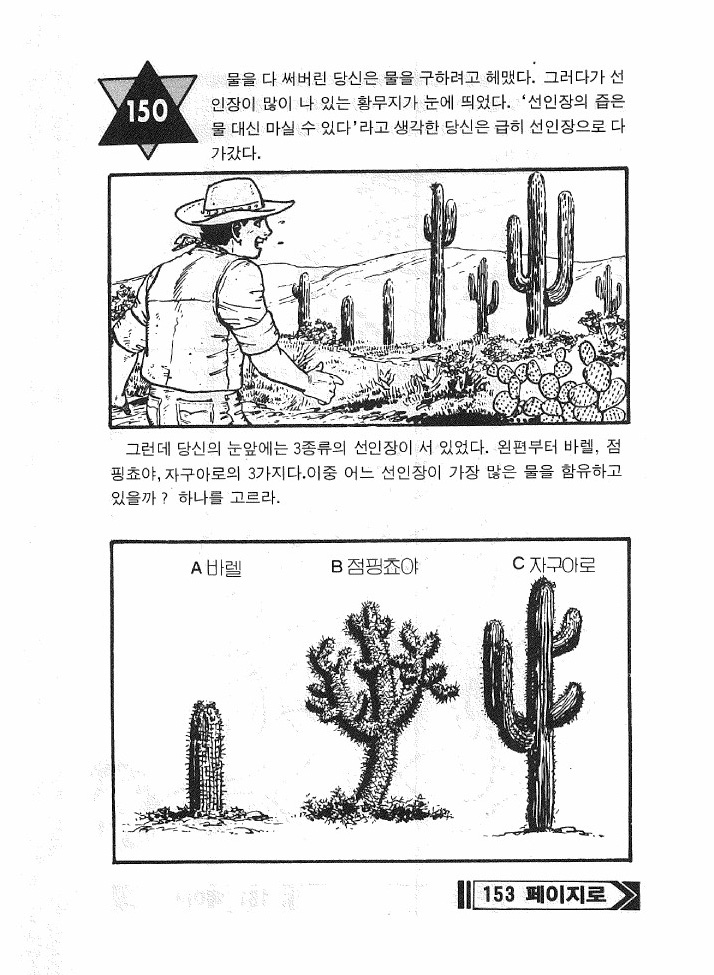 150
물을 다 써버린 당신은 물을 구하려고 헤맸다. 그러다가 선
인장이 많이 나 있는 황무지가 눈에 띄었다. ‘선인장의 즙은
물 대신 마실 수 있다’라고 생각한 당신은 급히 선인장으로 다
가갔다.
그런데 당신의 눈앞에는 3종류의 선인장이 서 있었다. 왼편부터 바렐, 점
핑쵸야, 자구아로의 3가지다.이중 어느 선인장이 가장 많은 물을 함유하고
있을까? 하나를 고르라.
A 바렐 B 점핑쵸야 C 자구아로
153 페이지로